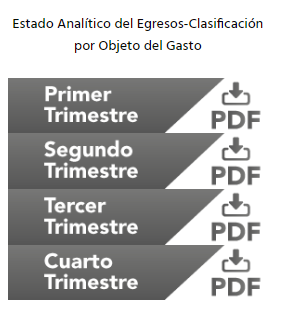 Estado Analítico del Egresos-Clasificación
por Objeto del Gasto
Primer
Trimestre
PDF
Segundo
Trimestre
PDF
Tercer
Trimestre
PDF
Cuarto
Trimestre
PDF